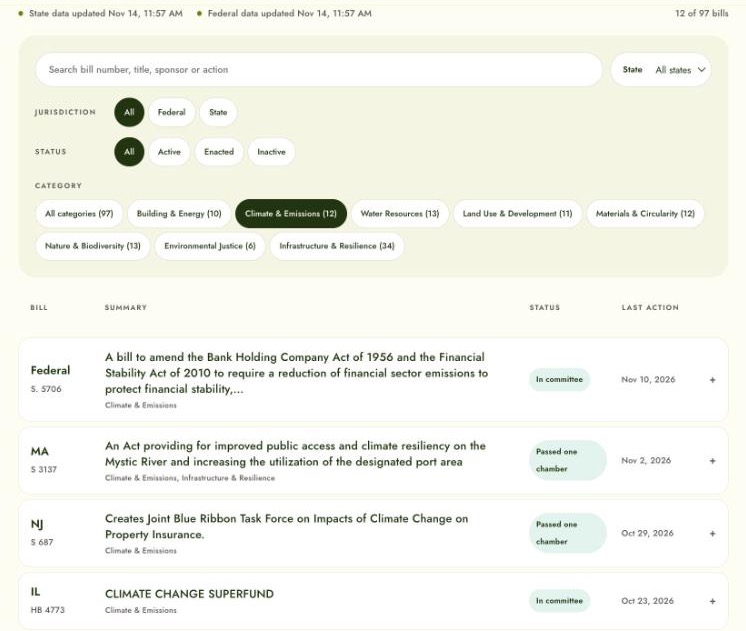 State data updated Nov 14, 11:57 AM Federal data updated Nov 14, 11:57 AM 12 of 97 bills
Search bill number, title, sponsor or action State All states
JURISDICTION All Federal State
STATUS All Active Enacted Inactive
CATEGORY
All categories (97) Building & Energy (10) Climate & Emissions (12) Water Resources (13) Land Use & Development (11) Materials & Circularity (12)
Nature & Biodiversity (13) Environmental Justice (6) Infrastructure & Resilience (34)
BILL SUMMARY STATUS LAST ACTION
Federal
S. 5706
A bill to amend the Bank Holding Company Act of 1956 and the Financial
Stability Act of 2010 to require a reduction of financial sector emissions to
protect financial stability,...
Climate & Emissions
In committee
Nov 10, 2026 +
MA
S 3137
An Act providing for improved public access and climate resiliency on the
Mystic River and increasing the utilization of the designated port area
Climate & Emissions, Infrastructure & Resilience
Passed one
chamber
Nov 2, 2026 +
NJ
S 687
Creates Joint Blue Ribbon Task Force on Impacts of Climate Change on
Property Insurance.
Climate & Emissions
Passed one
chamber
Oct 29, 2026 +
IL
HB 4773
CLIMATE CHANGE SUPERFUND
Climate & Emissions
In committee
Oct 23, 2026 +